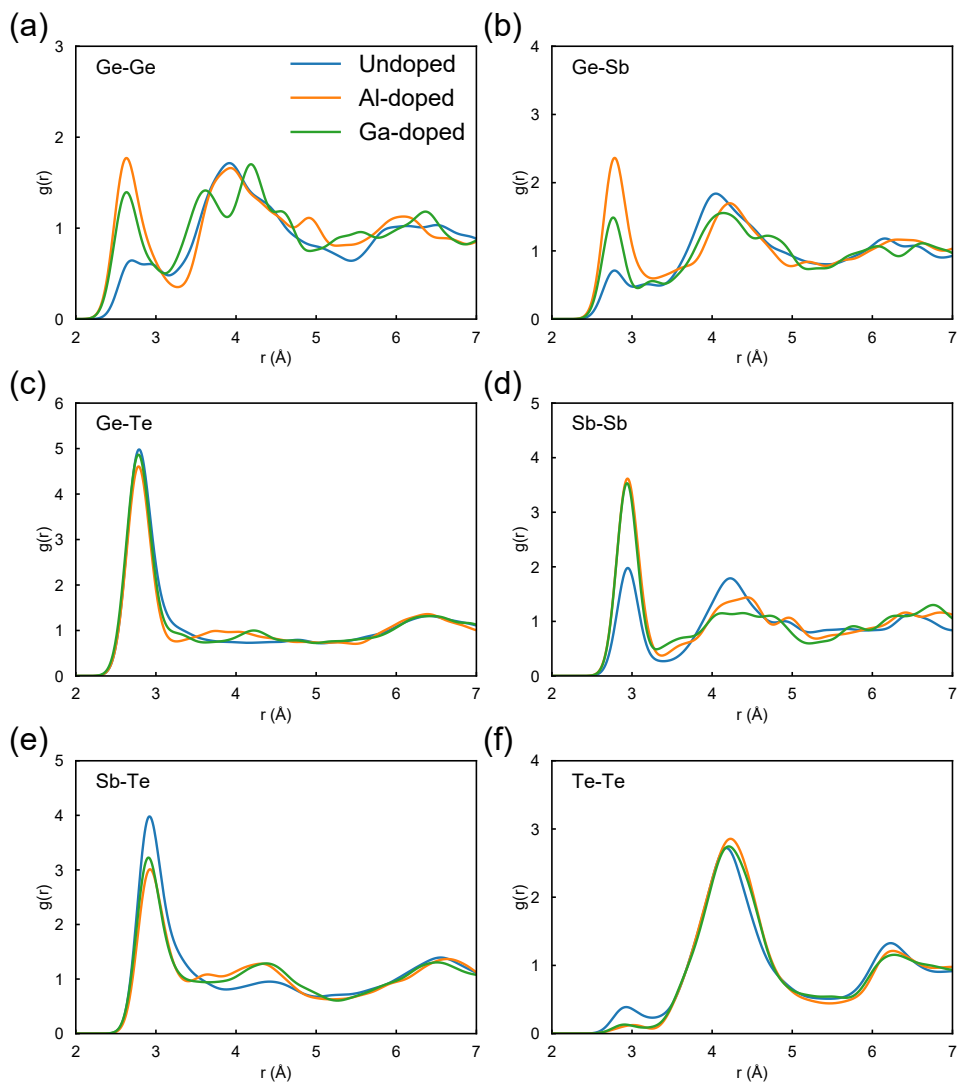 (a)
Ge-Ge
Undoped
Al-doped
Ga-doped
3
2
1
0
g(r)
2 3 4 5 6 7
r (Å)
(b)
Ge-Sb
4
3
2
1
0
g(r)
2 3 4 5 6 7
r (Å)
(c)
Ge-Te
6
5
4
3
2
1
0
g(r)
2 3 4 5 6 7
r (Å)
(d)
Sb-Sb
5
4
3
2
1
0
g(r)
2 3 4 5 6 7
r (Å)
(e)
Sb-Te
5
4
3
2
1
0
g(r)
2 3 4 5 6 7
r (Å)
(f)
Te-Te
4
3
2
1
0
g(r)
2 3 4 5 6 7
r (Å)